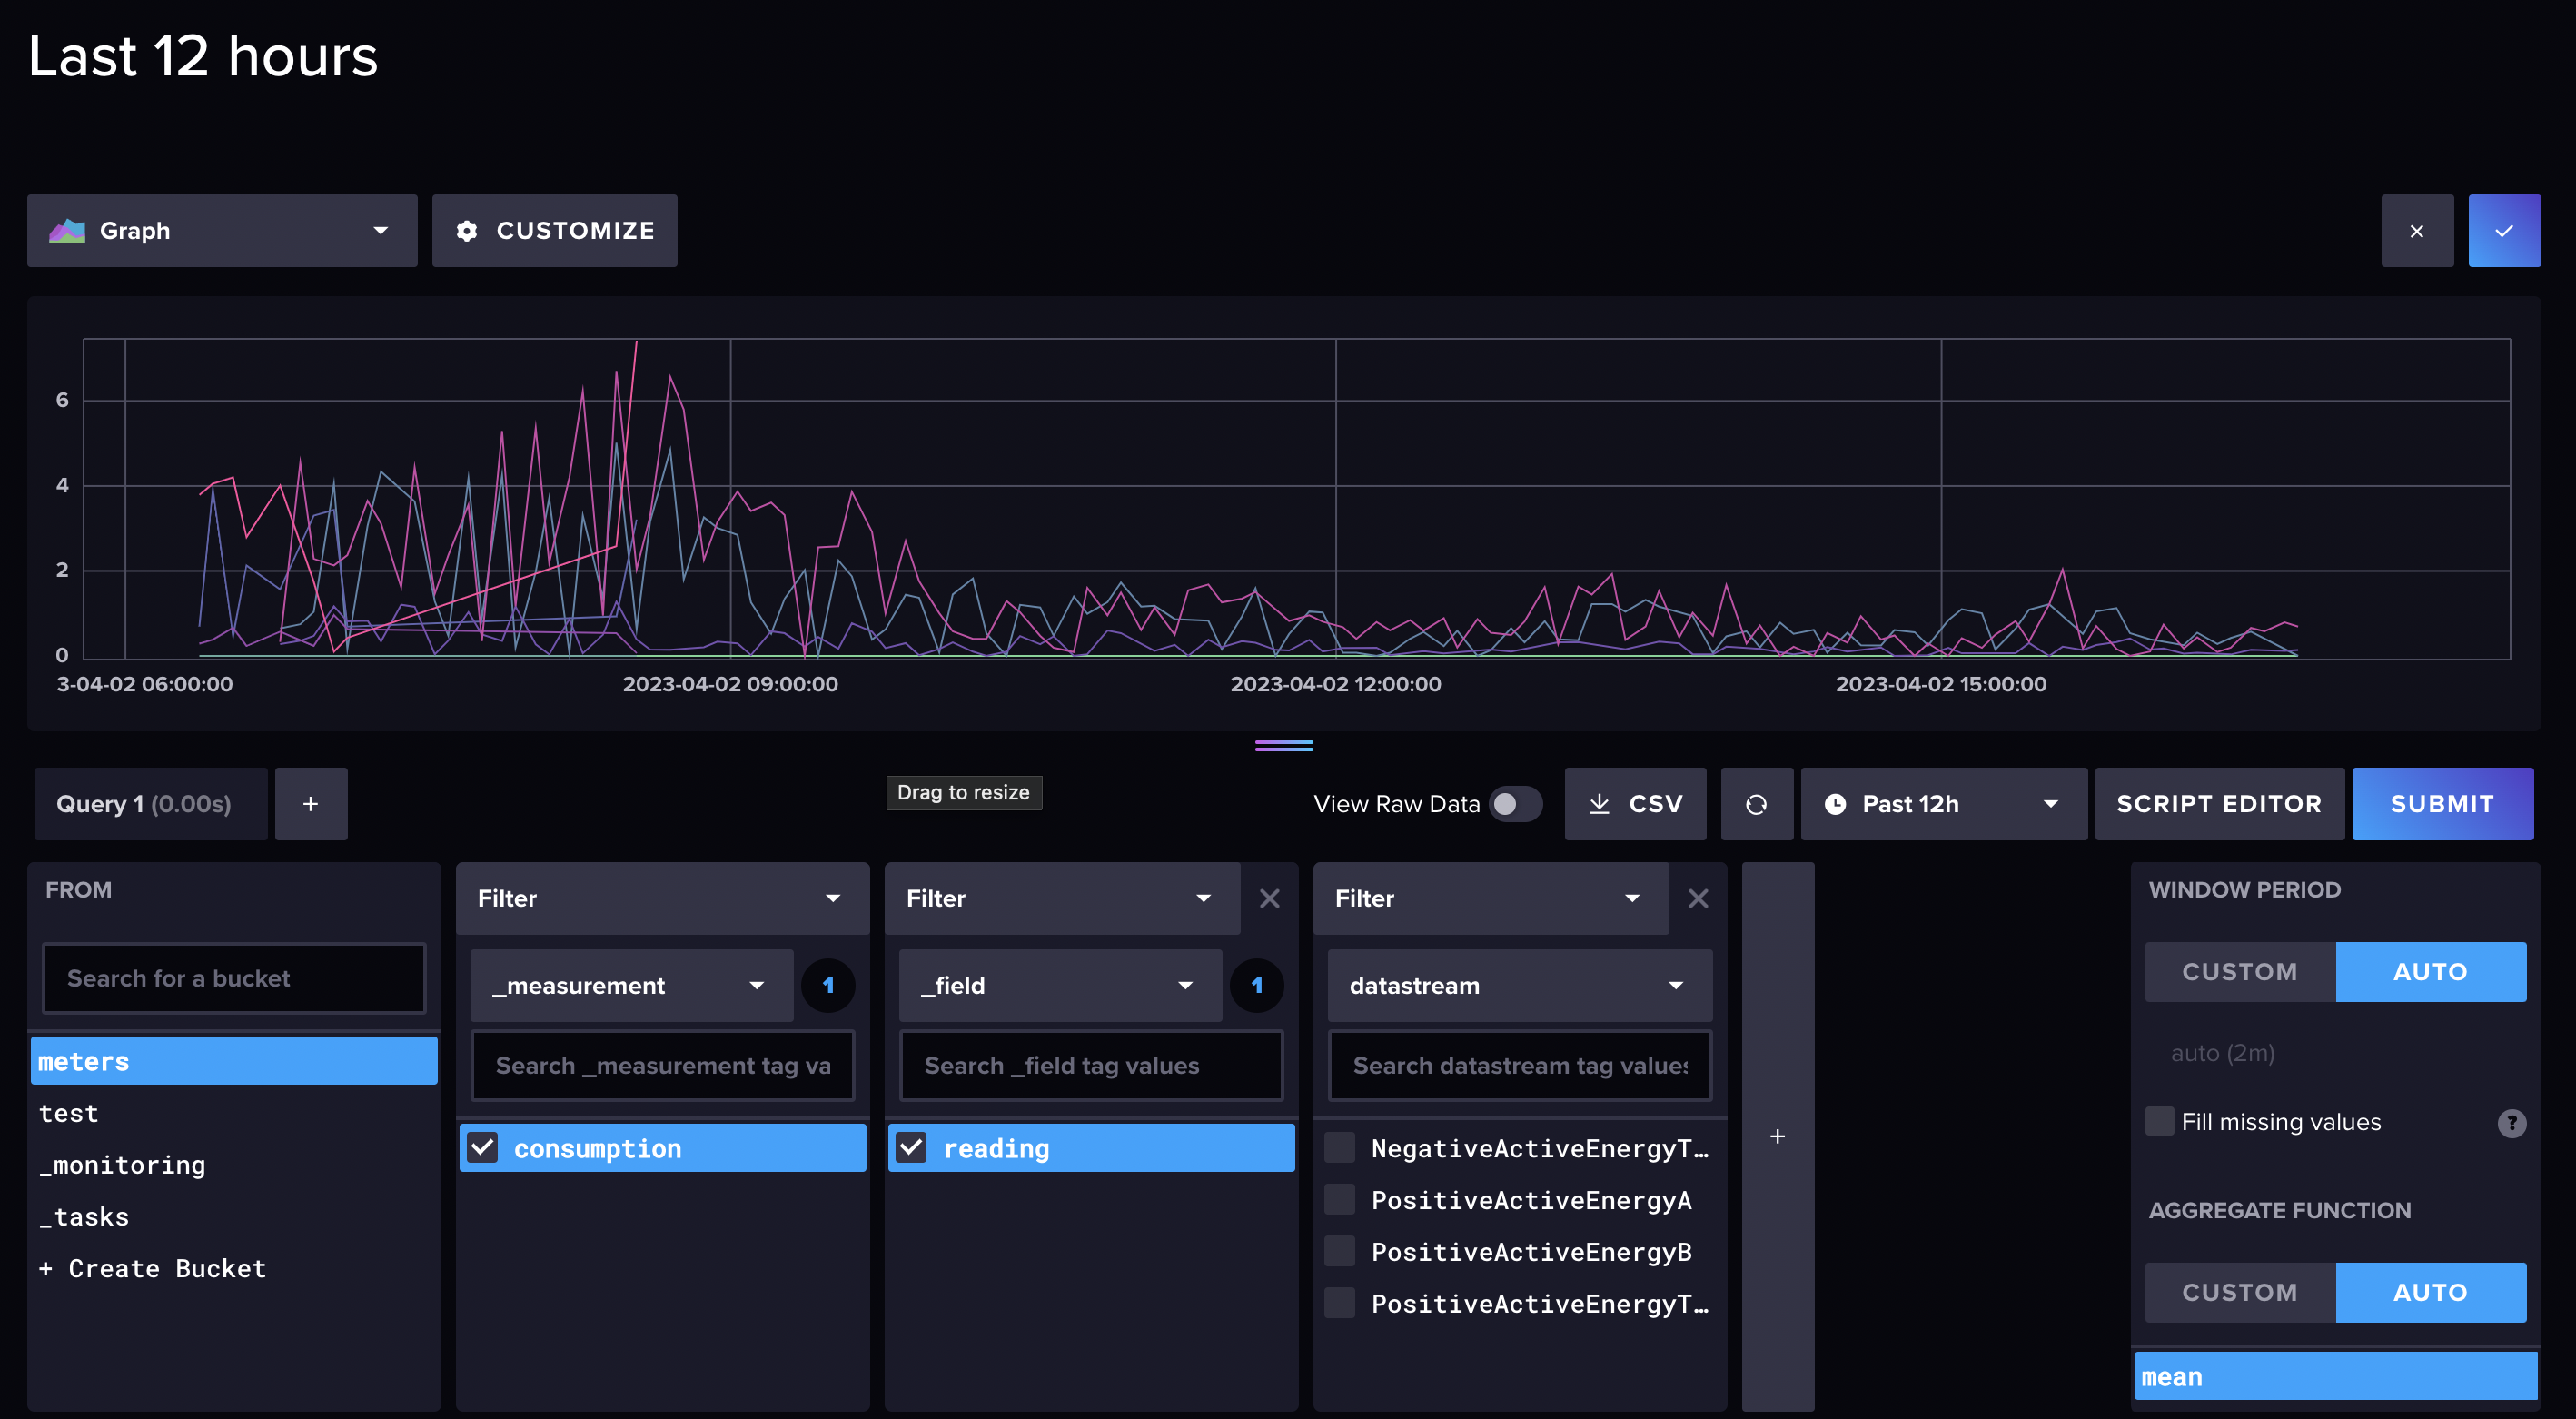 Last 12 hours
Graph
CUSTOMIZE
6
4
2
0
3-04-02 06:00:00
2023-04-02 09:00:00
2023-04-02 12:00:00
2023-04-02 15:00:00
Query 1 (0.00s)
+
Drag to resize
View Raw Data
CSV
Past 12h
SCRIPT EDITOR
SUBMIT
FROM
Search for a bucket
meters
test
_monitoring
_tasks
+ Create Bucket
Filter
_measurement
1
Search _measurement tag va
consumption
Filter
_field
1
Search _field tag values
reading
Filter
datastream
Search datastream tag values
NegativeActiveEnergyT…
PositiveActiveEnergyA
PositiveActiveEnergyB
PositiveActiveEnergyT…
+
WINDOW PERIOD
CUSTOM
AUTO
auto (2m)
Fill missing values
?
AGGREGATE FUNCTION
CUSTOM
AUTO
mean